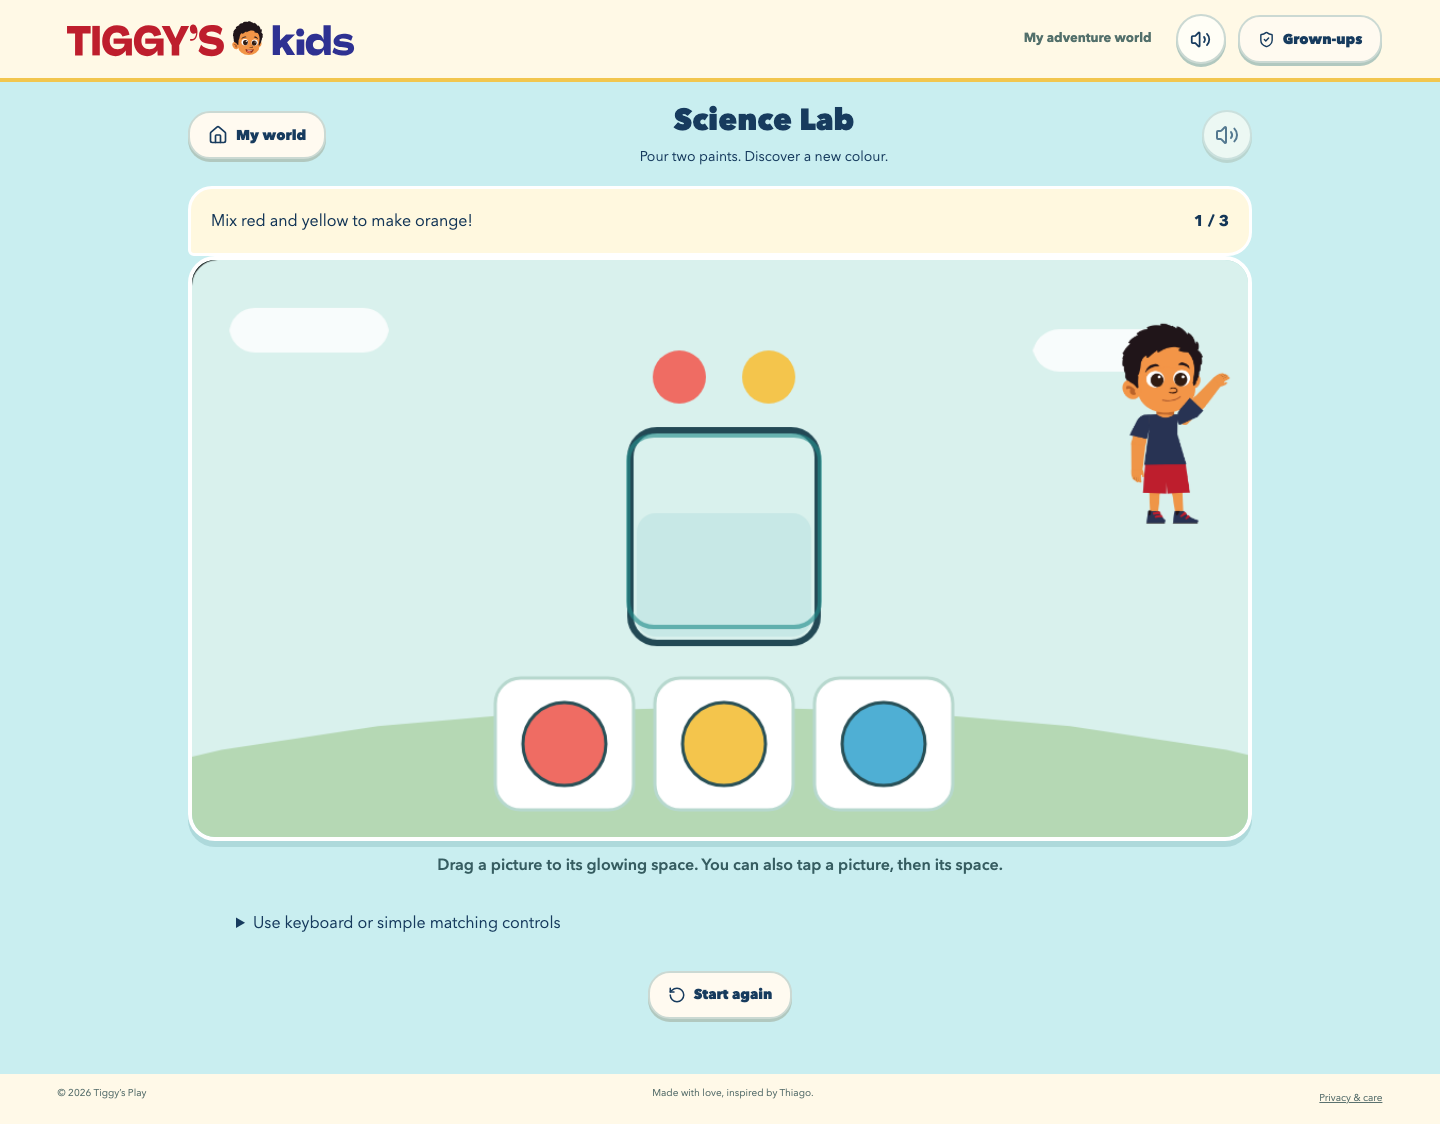 TIGGY'S kids
My adventure world
Grown-ups
My world
Science Lab
Pour two paints. Discover a new colour.
Mix red and yellow to make orange!
1 / 3
Drag a picture to its glowing space. You can also tap a picture, then its space.
Use keyboard or simple matching controls
Start again
© 2026 Tiggy's Play
Made with love, inspired by Thiago.
Privacy & care